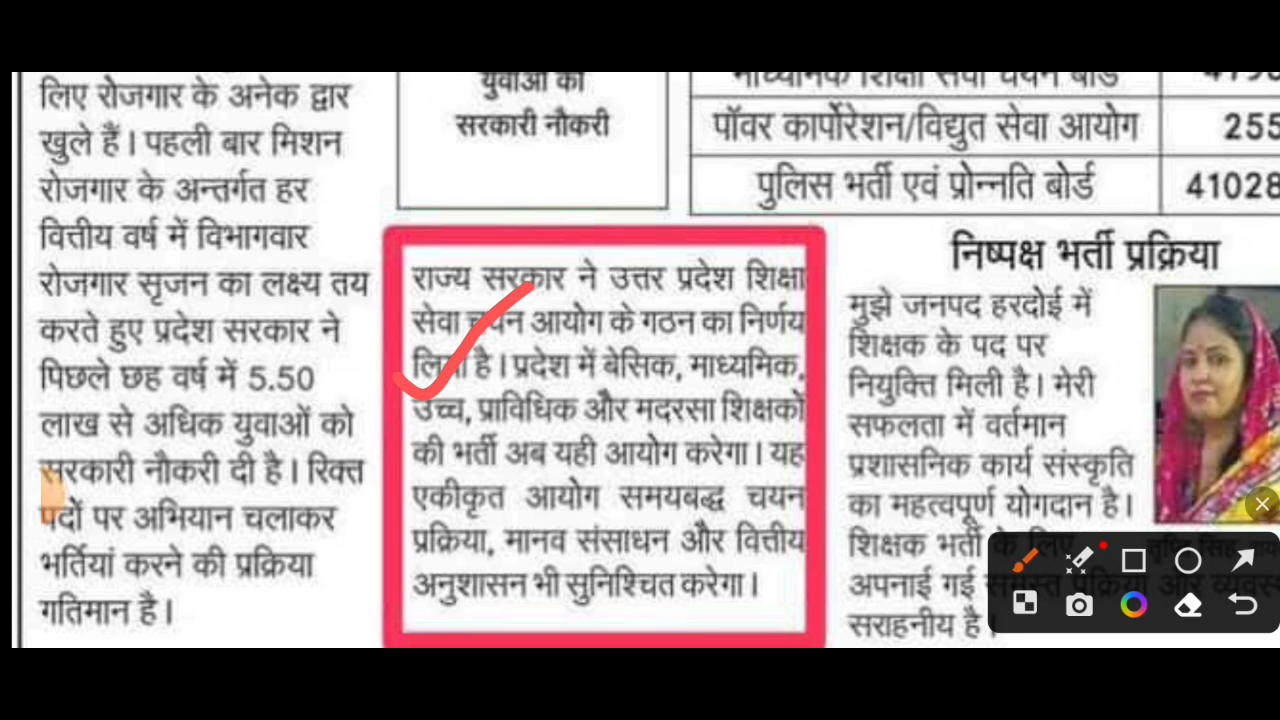 लिए रोजगार के अनेक द्वार
खुले हैं। पहली बार मिशन
रोजगार के अन्तर्गत हर
वित्तीय वर्ष में विभागवार
रोजगार सृजन का लक्ष्य तय
करते हुए प्रदेश सरकार ने
पिछले छह वर्ष में 5.50
लाख से अधिक युवाओं को
सरकारी नौकरी दी है। रिक्त
पदों पर अभियान चलाकर
भर्तियां करने की प्रक्रिया
गतिमान है।
युवाओं को
सरकारी नौकरी
माध्यमिक शिक्षा सेवा चयन बोर्ड
पॉवर कार्पोरेशन/विद्युत सेवा आयोग 255
पुलिस भर्ती एवं प्रोन्नति बोर्ड 41028
राज्य सरकार ने उत्तर प्रदेश शिक्षा
सेवा चयन आयोग के गठन का निर्णय
लिया है। प्रदेश में बेसिक, माध्यमिक,
उच्च, प्राविधिक और मदरसा शिक्षकों
की भर्ती अब यही आयोग करेगा। यह
एकीकृत आयोग समयबद्ध चयन
प्रक्रिया, मानव संसाधन और वित्तीय
अनुशासन भी सुनिश्चित करेगा।
निष्पक्ष भर्ती प्रक्रिया
मुझे जनपद हरदोई में
शिक्षक के पद पर
नियुक्ति मिली है। मेरी
सफलता में वर्तमान
प्रशासनिक कार्य संस्कृति
का महत्वपूर्ण योगदान है।
शिक्षक भर्ती के लिए
अपनाई गई समस्त प्रक्रिया और
सराहनीय है।